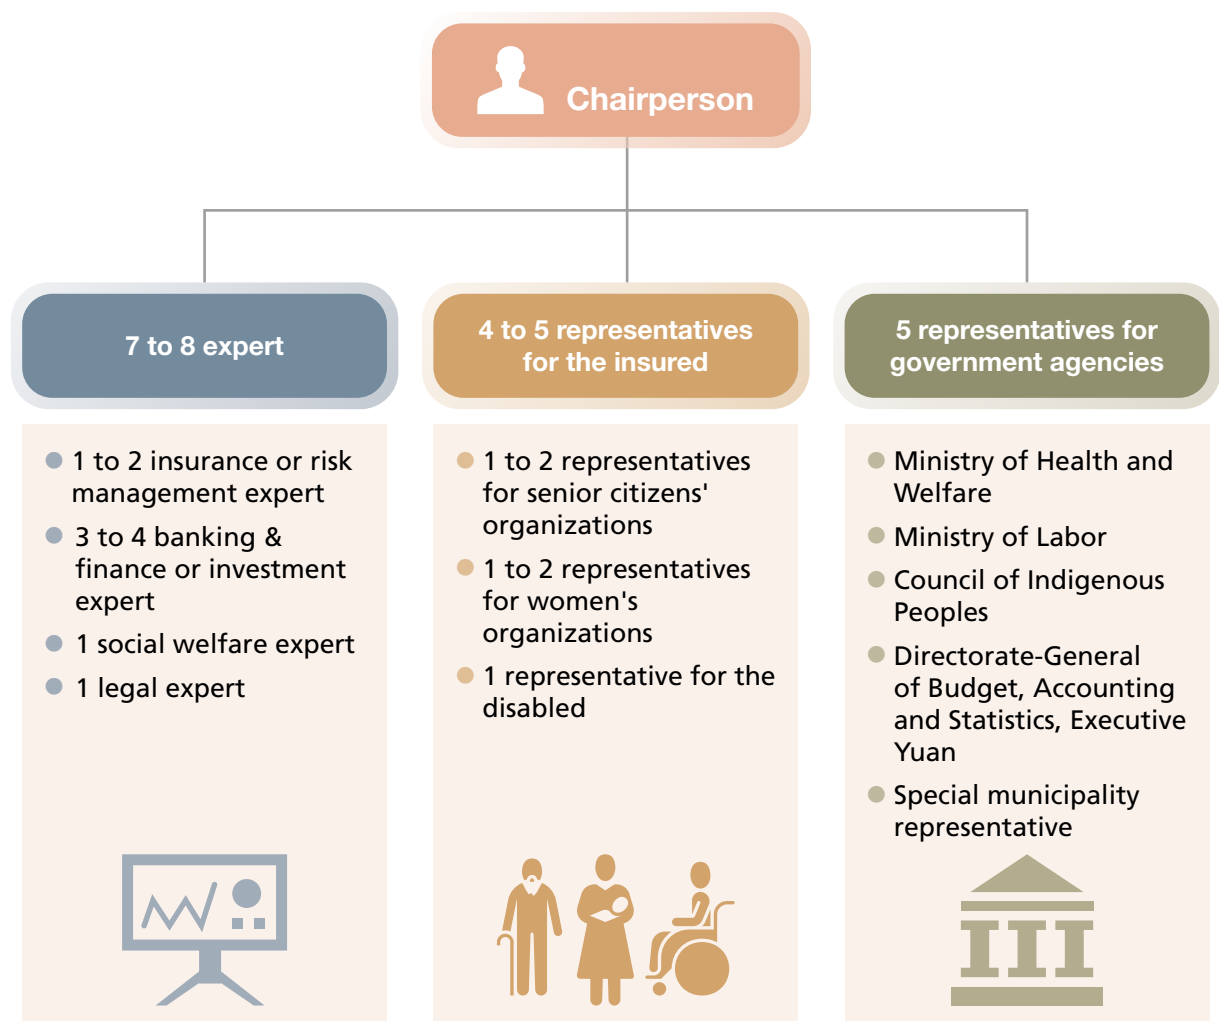 Chairperson
7 to 8 expert
1 to 2 insurance or risk
management expert
3 to 4 banking &
finance or investment
expert
1 social welfare expert
1 legal expert
4 to 5 representatives
for the insured
1 to 2 representatives
for senior citizens'
organizations
1 to 2 representatives
for women's
organizations
1 representative for the
disabled
5 representatives for
government agencies
Ministry of Health and
Welfare
Ministry of Labor
Council of Indigenous
Peoples
Directorate-General
of Budget, Accounting
and Statistics, Executive
Yuan
Special municipality
representative